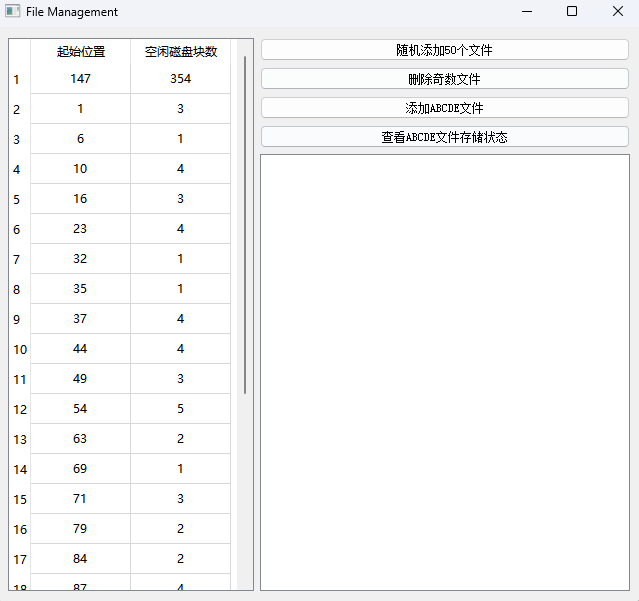 File Management
起始位置 空闲磁盘块数
1 147 354
2 1 3
3 6 1
4 10 4
5 16 3
6 23 4
7 32 1
8 35 1
9 37 4
10 44 4
11 49 3
12 54 5
13 63 2
14 69 1
15 71 3
16 79 2
17 84 2
18 87 4
随机添加50个文件
删除奇数文件
添加ABCDE文件
查看ABCDE文件存储状态